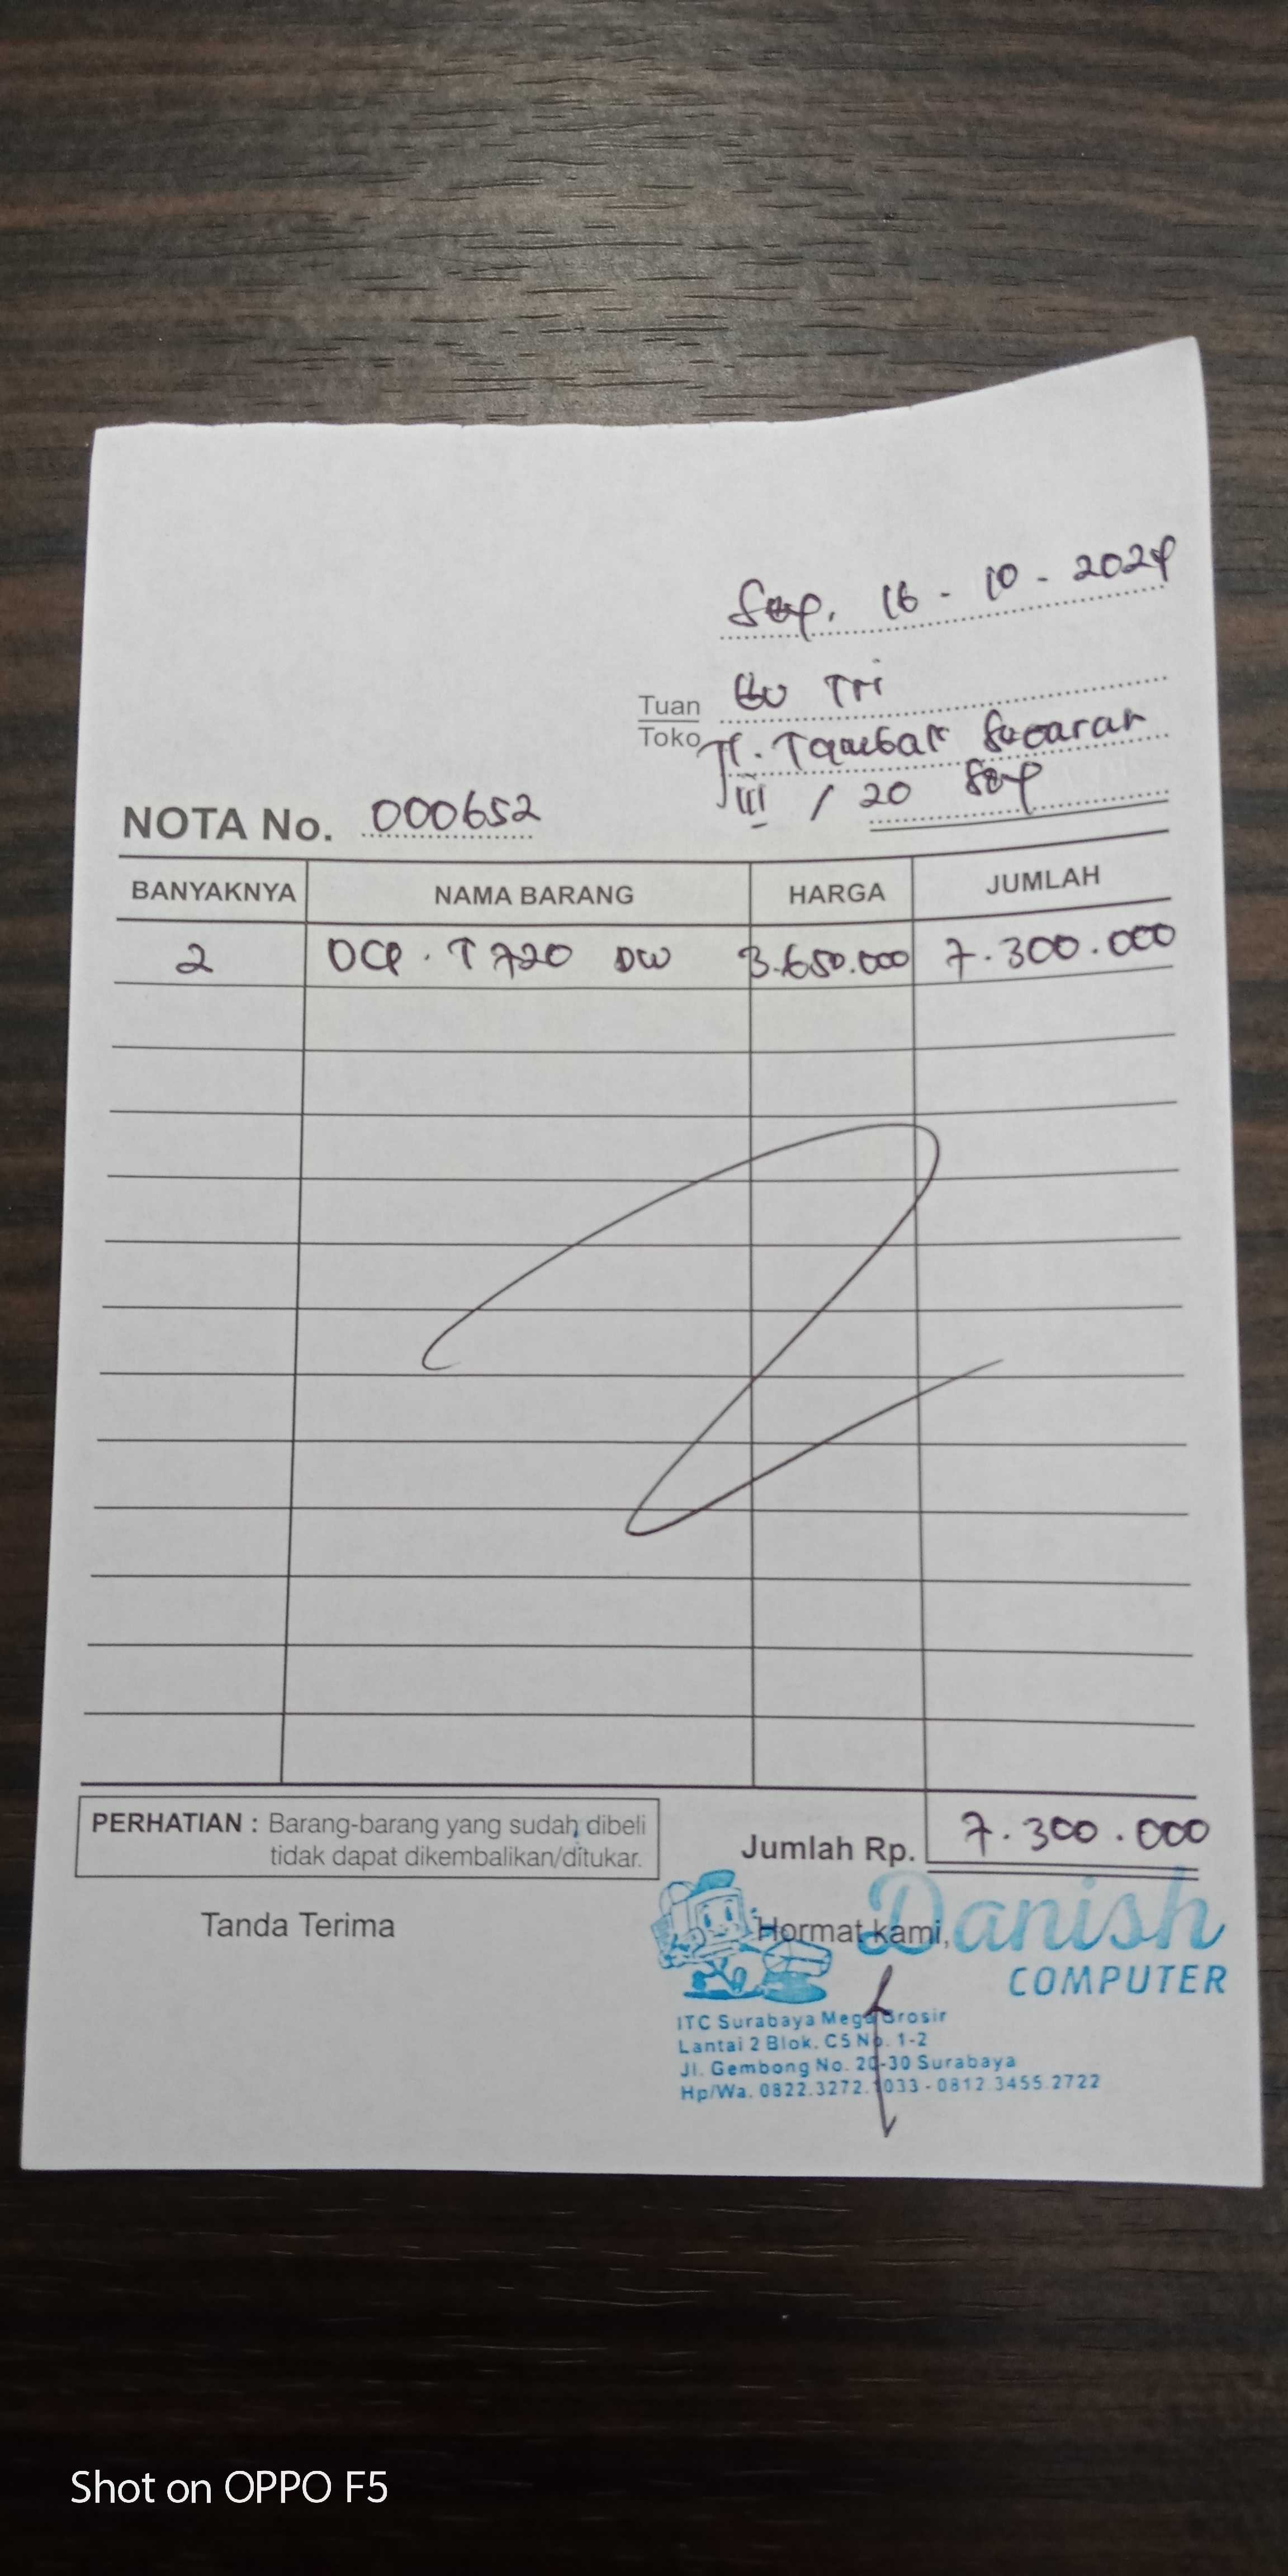 Sby, 16 - 10 - 2024
Tuan Bu Tri
Toko Jl. Tambak Segaran
III / 20 Sby
NOTA No. 000652
BANYAKNYA NAMA BARANG HARGA JUMLAH
2 DCP . T720 DW 3.650.000 7.300.000
PERHATIAN : Barang-barang yang sudah dibeli
tidak dapat dikembalikan/ditukar.
Jumlah Rp. 7.300.000
Tanda Terima
Hormat kami,
Danish
COMPUTER
ITC Surabaya Mega Grosir
Lantai 2 Blok. C5 No. 1-2
Jl. Gembong No. 20-30 Surabaya
Hp/Wa. 0822.3272.1033 - 0812.3455.2722
Shot on OPPO F5